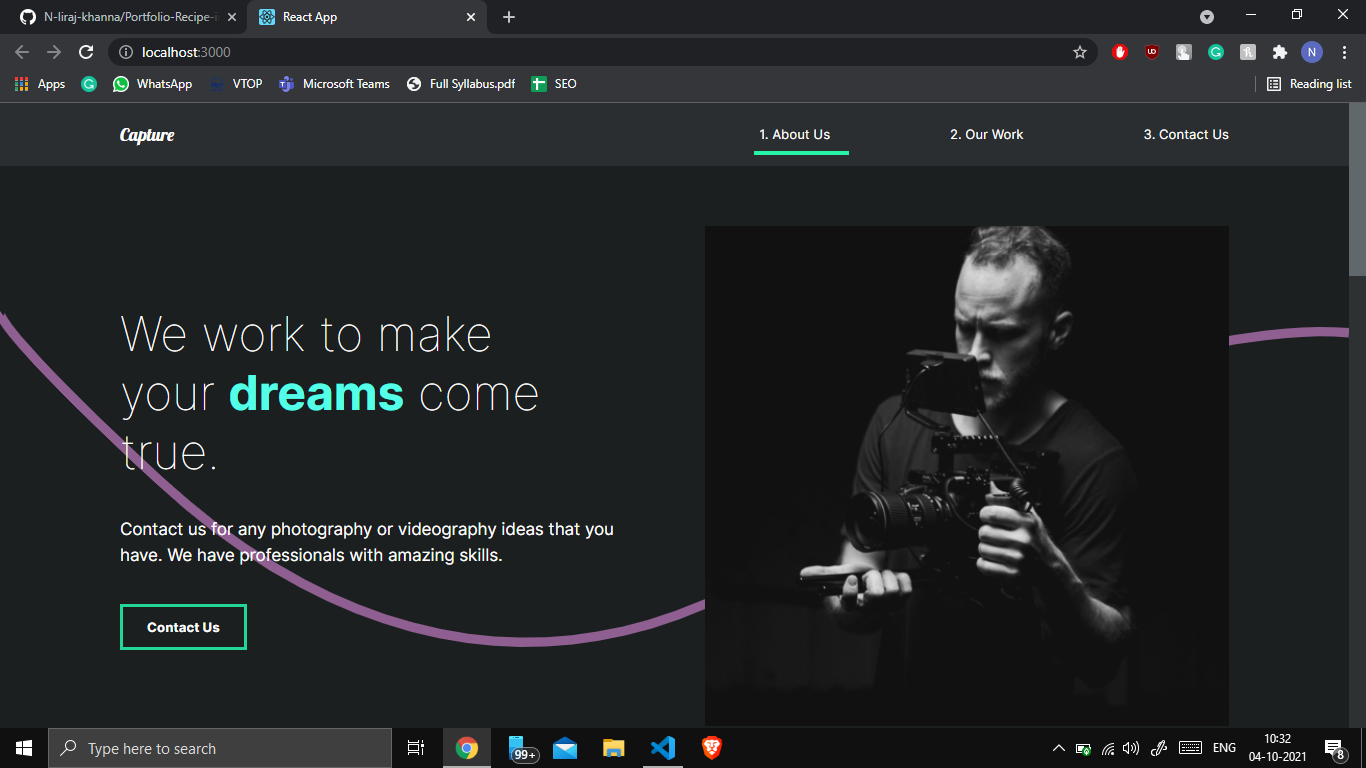 N-liraj-khanna/Portfolio-Recipe-i
React App
localhost:3000
N
Apps
WhatsApp
VTOP
Microsoft Teams
Full Syllabus.pdf
SEO
Reading list
Capture
1. About Us
2. Our Work
3. Contact Us
We work to make
your dreams come
true.
Contact us for any photography or videography ideas that you
have. We have professionals with amazing skills.
Contact Us
Type here to search
99+
ENG
10:32
04-10-2021
8